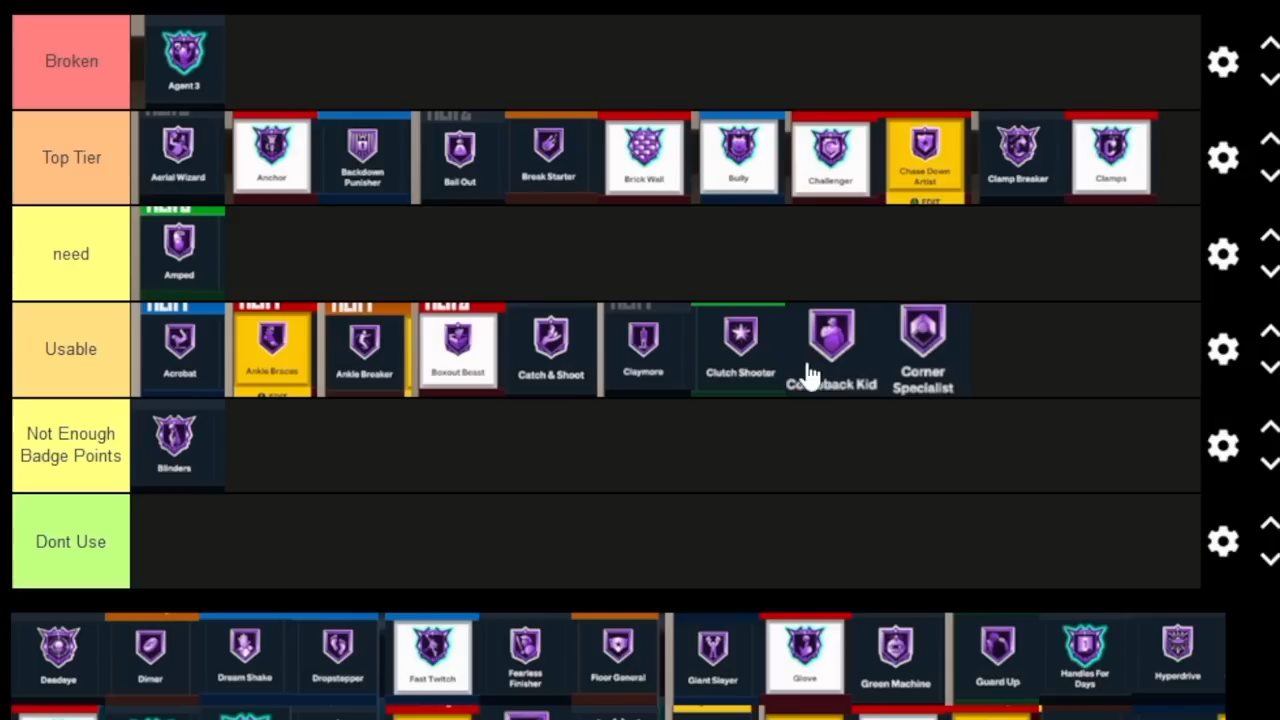 Broken
Agent 3
Top Tier
Aerial Wizard
Anchor
Backdown
Punisher
Bail Out
Break Starter
Brick Wall
Bully
Challenger
Chase Down
Artist
EDIT
Clamp Breaker
Clamps
need
Amped
Usable
Acrobat
Ankle Braces
EDIT
Ankle Breaker
Boxout Beast
Catch & Shoot
Claymore
Clutch Shooter
Kid
Corner
Specialist
Not Enough
Badge Points
Blinders
Dont Use
Deadeye
Dimer
Dream Shake
Dropstepper
Fast Twitch
Fearless
Finisher
Floor General
Giant Slayer
Glove
Green Machine
Guard Up
Handles For
Days
Hyperdrive